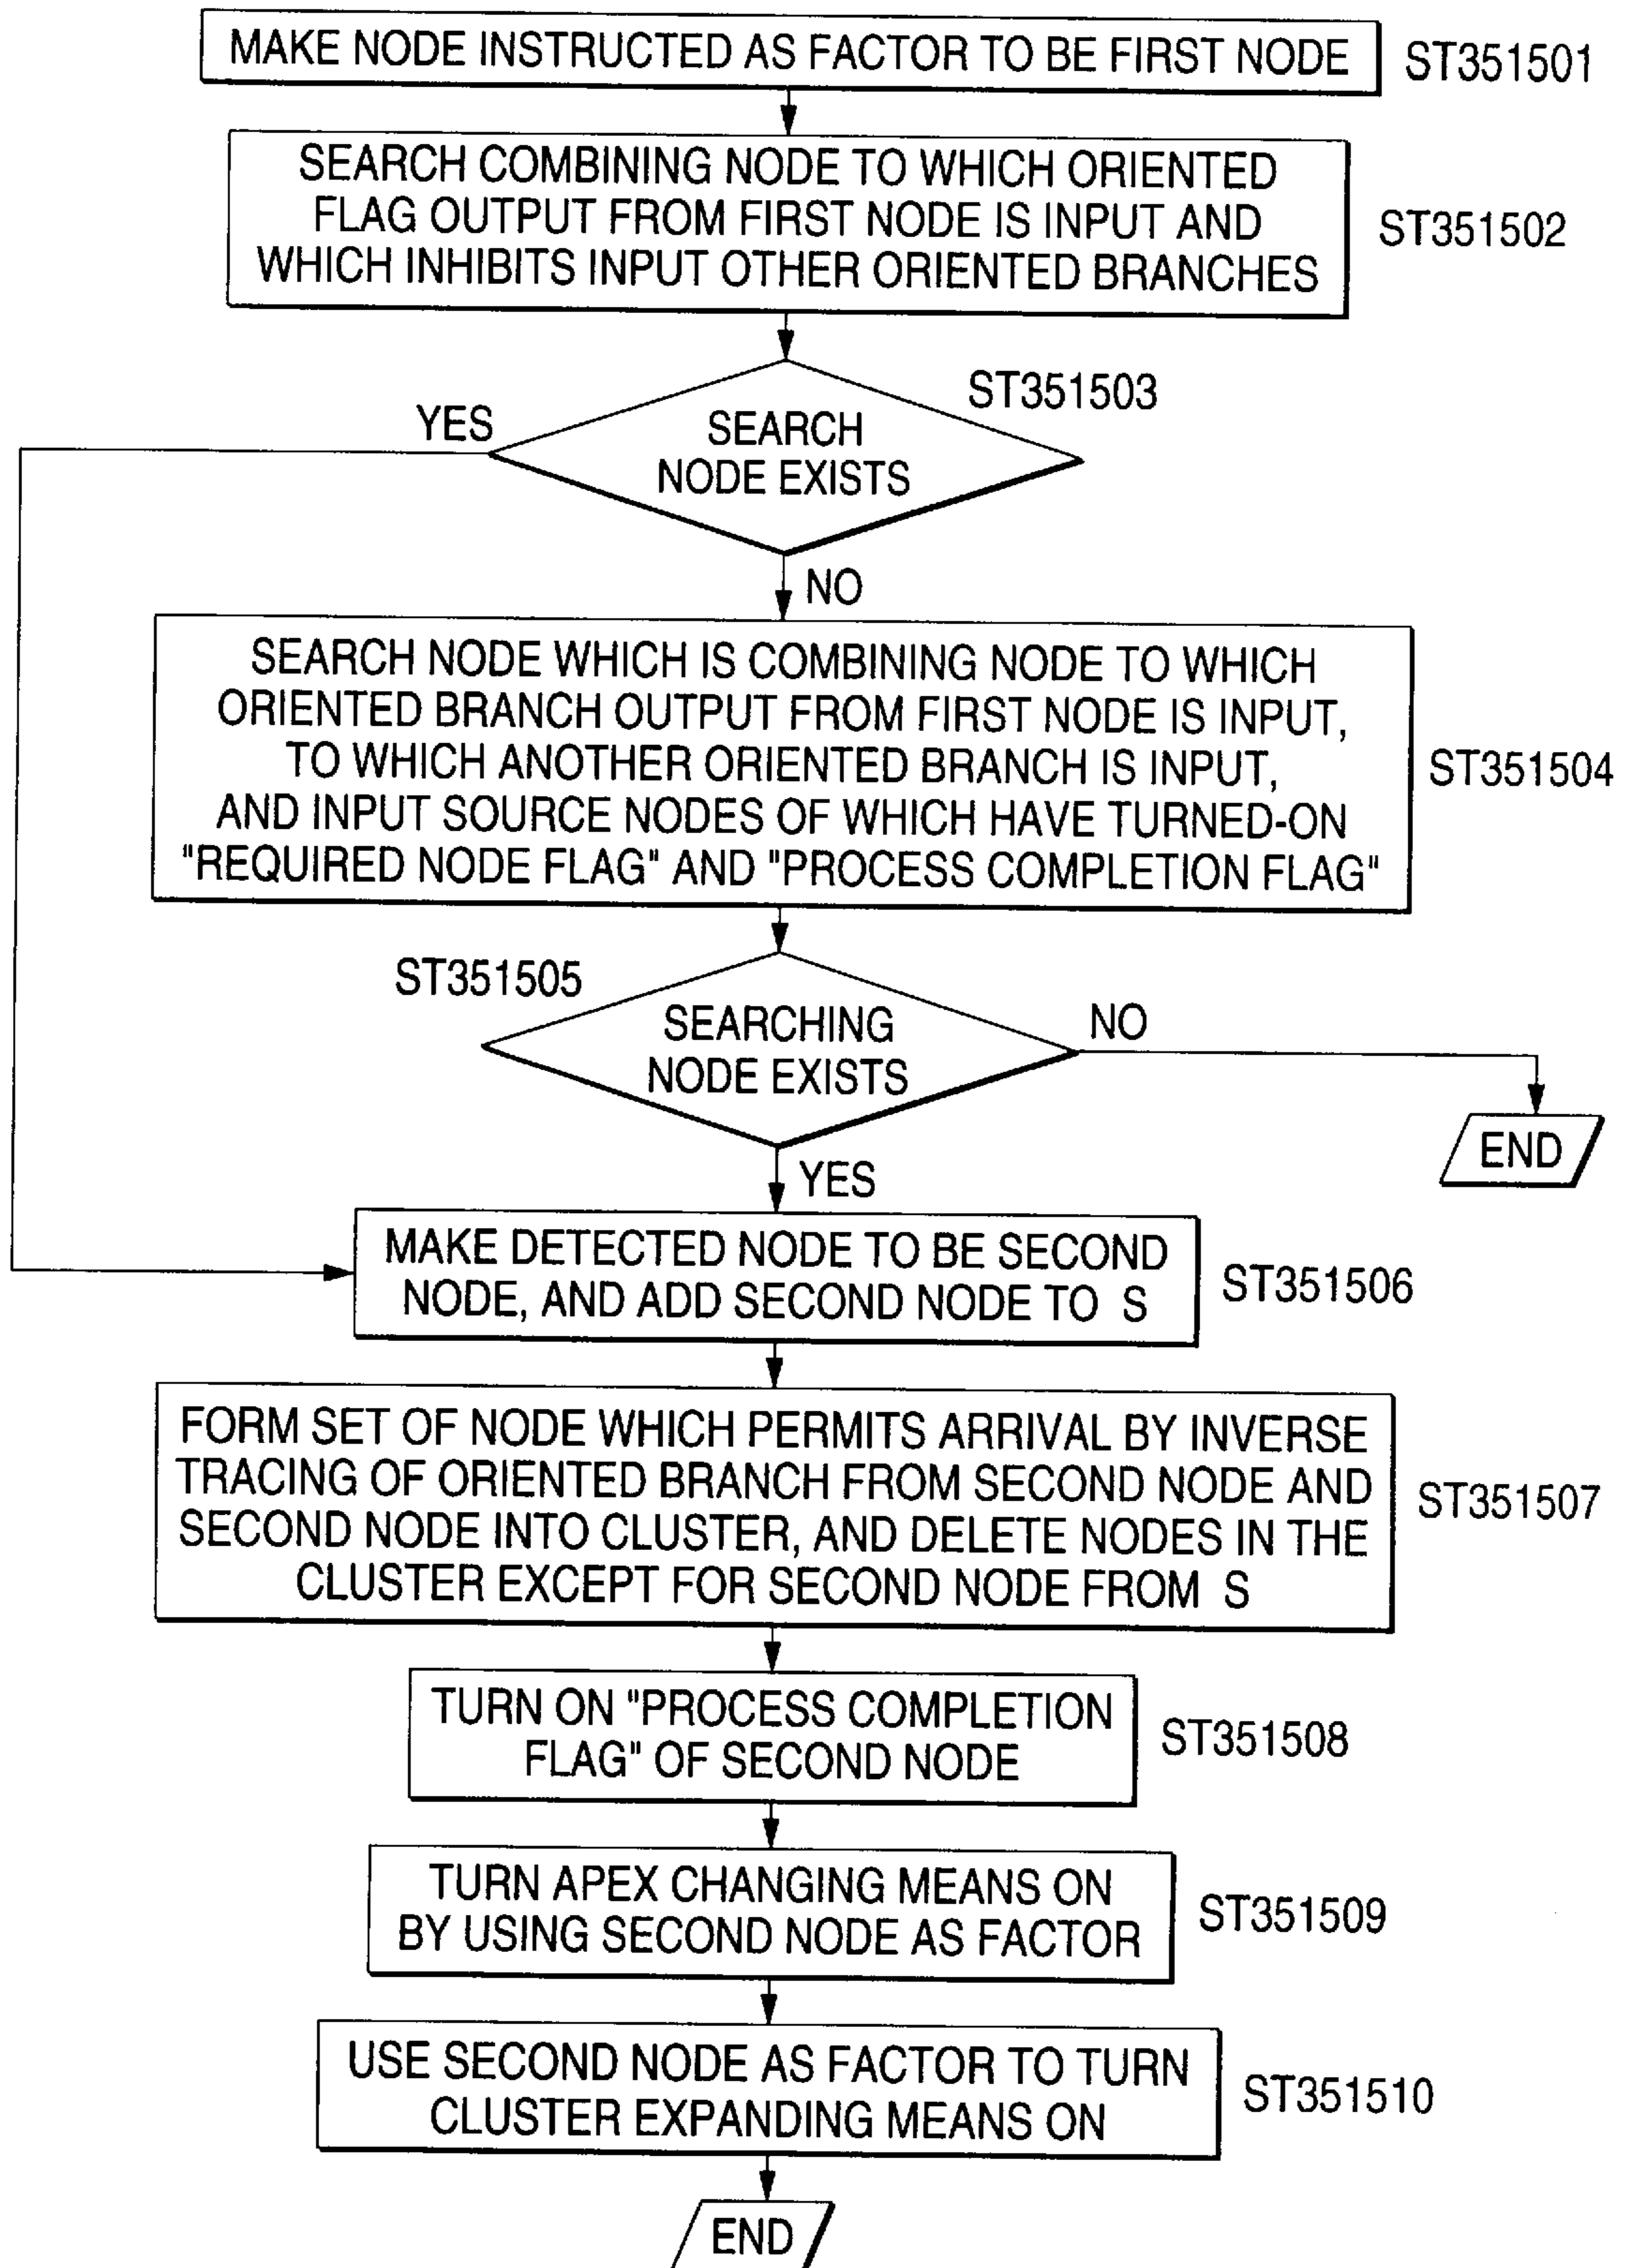 MAKE NODE INSTRUCTED AS FACTOR TO BE FIRST NODE
ST351501
SEARCH COMBINING NODE TO WHICH ORIENTED
FLAG OUTPUT FROM FIRST NODE IS INPUT AND
WHICH INHIBITS INPUT OTHER ORIENTED BRANCHES
ST351502
ST351503
YES
SEARCH
NODE EXISTS
NO
SEARCH NODE WHICH IS COMBINING NODE TO WHICH
ORIENTED BRANCH OUTPUT FROM FIRST NODE IS INPUT,
TO WHICH ANOTHER ORIENTED BRANCH IS INPUT,
AND INPUT SOURCE NODES OF WHICH HAVE TURNED-ON
"REQUIRED NODE FLAG" AND "PROCESS COMPLETION FLAG"
ST351504
ST351505
SEARCHING
NODE EXISTS
NO
END
YES
MAKE DETECTED NODE TO BE SECOND
NODE, AND ADD SECOND NODE TO S
ST351506
FORM SET OF NODE WHICH PERMITS ARRIVAL BY INVERSE
TRACING OF ORIENTED BRANCH FROM SECOND NODE AND
SECOND NODE INTO CLUSTER, AND DELETE NODES IN THE
CLUSTER EXCEPT FOR SECOND NODE FROM S
ST351507
TURN ON "PROCESS COMPLETION
FLAG" OF SECOND NODE
ST351508
TURN APEX CHANGING MEANS ON
BY USING SECOND NODE AS FACTOR
ST351509
USE SECOND NODE AS FACTOR TO TURN
CLUSTER EXPANDING MEANS ON
ST351510
END